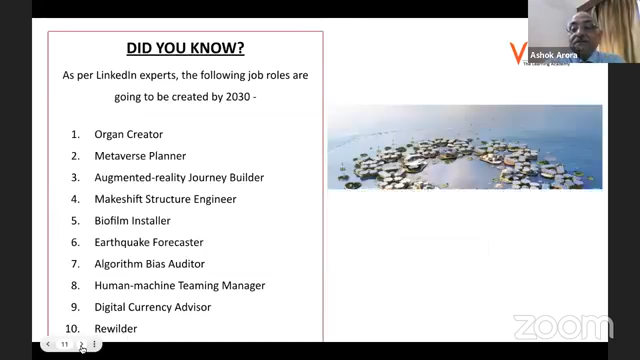 DID YOU KNOW?
As per LinkedIn experts, the following job roles are
going to be created by 2030 -
1. Organ Creator
2. Metaverse Planner
3. Augmented-reality Journey Builder
4. Makeshift Structure Engineer
5. Biofilm Installer
6. Earthquake Forecaster
7. Algorithm Bias Auditor
8. Human-machine Teaming Manager
9. Digital Currency Advisor
10. Rewilder
V
The Learning Academy
Ashok Arora
11
zoom